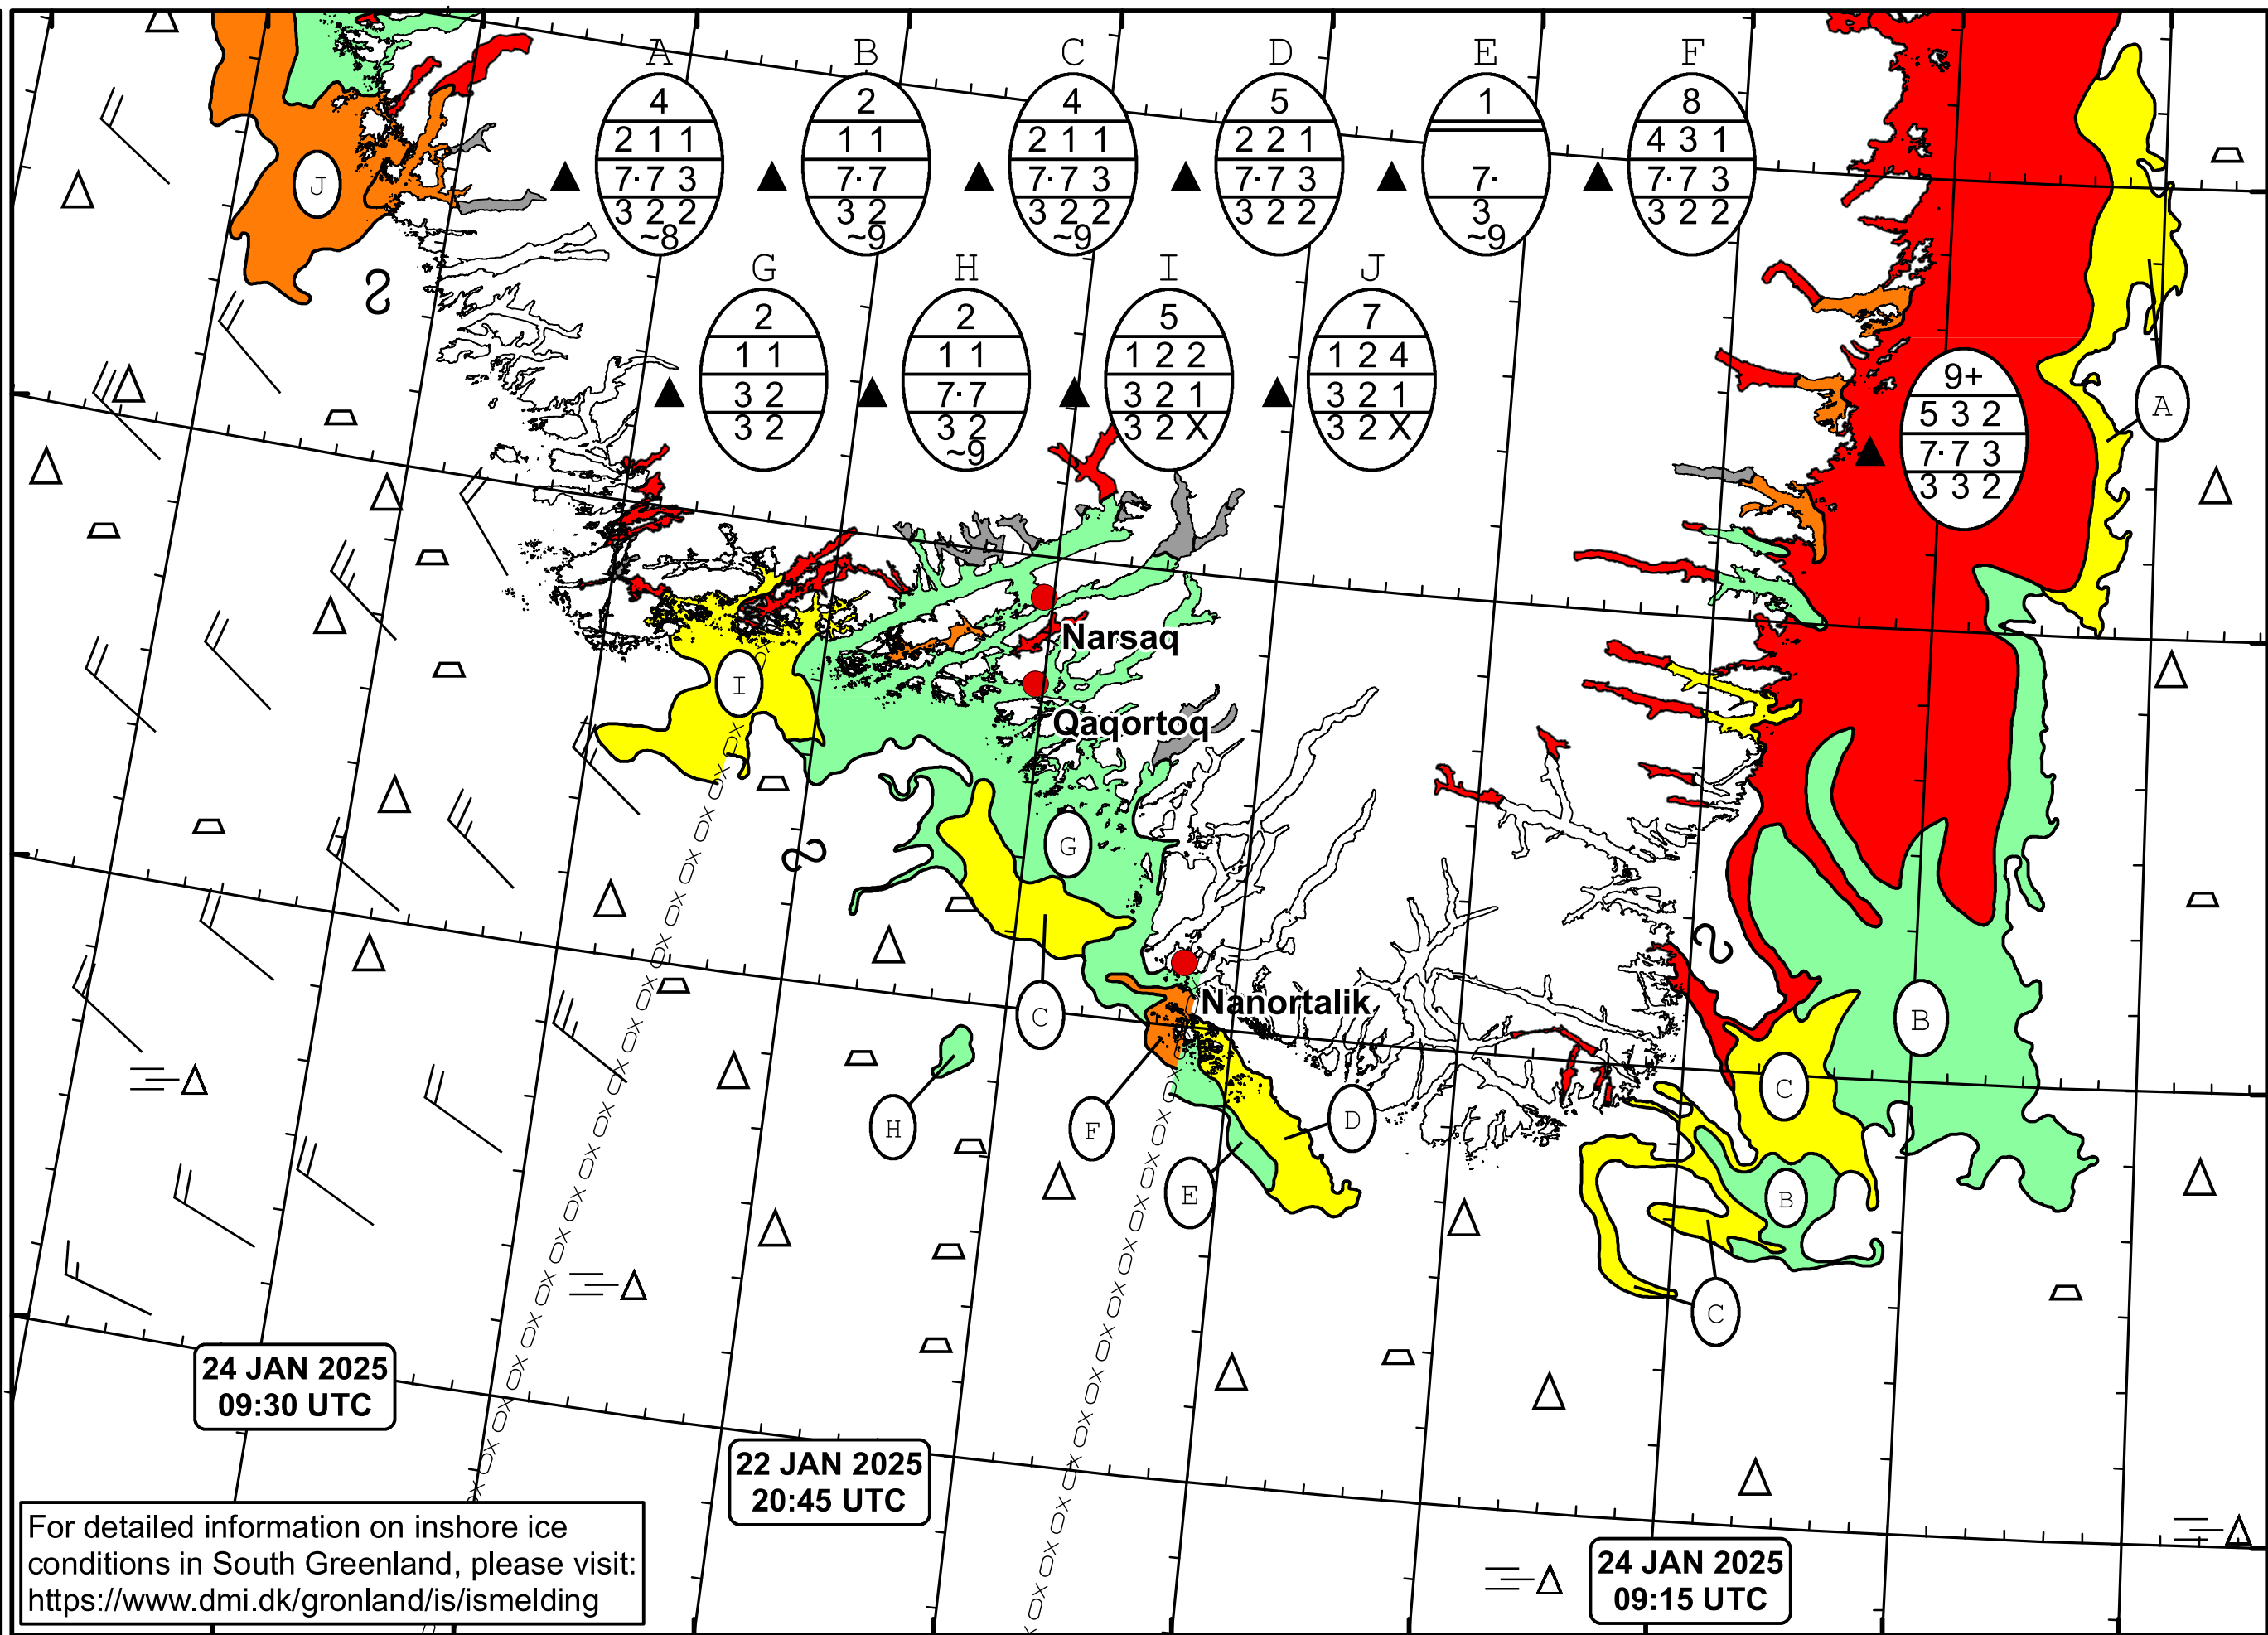 A B C D E F
4 2 4 5 1 8
2 1 1 1 1 2 1 1 2 2 1 4 3 1
7·7 3 7·7 7·7 3 7·7 3 7· 7·7 3
3 2 2 3 2 3 2 2 3 2 2 3 3 2 2
~8 ~9 ~9 ~9
G H I J
2 2 5 7
1 1 1 1 1 2 2 1 2 4
3 2 7·7 3 2 1 3 2 1
3 2 3 2 3 2 X 3 2 X
~9
J
9+
5 3 2
7·7 3
3 3 2
A
Narsaq
I
Qaqortoq
G
Nanortalik
C
B
C
H
F
D
E
B
C
24 JAN 2025
09:30 UTC
22 JAN 2025
20:45 UTC
24 JAN 2025
09:15 UTC
For detailed information on inshore ice
conditions in South Greenland, please visit:
https://www.dmi.dk/gronland/is/ismelding